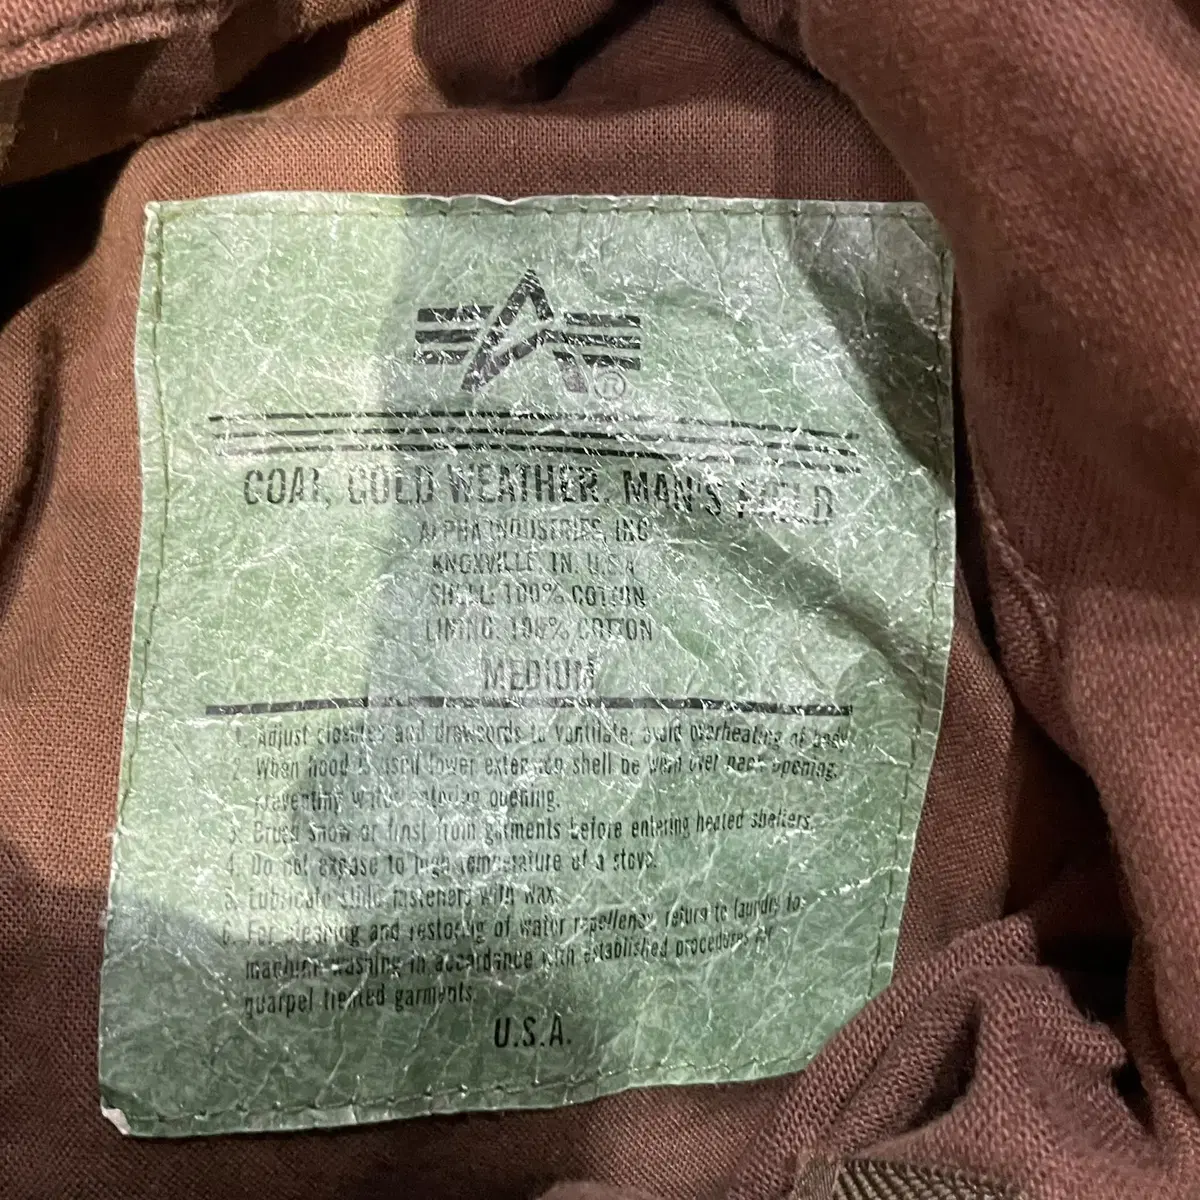 ®
COAT, COLD WEATHER, MAN'S FIELD
ALPHA INDUSTRIES, INC
KNOXVILLE, TN. U.S.A
SHELL: 100% COTTON
LINING: 100% COTTON
MEDIUM
1. Adjust closures and drawcords to ventilate; avoid overheating of body
2. When hood is used lower extension shell be worn over neck opening,
preventing water entering opening.
3. Brush snow or frost from garments before entering heated shelters.
4. Do not expose to high temperature of a stove.
5. Lubricate slide fasteners with wax
6. For cleaning and restoring of water repellency, return to laundry for
machine washing in accordance with established procedures for
quarpel treated garments.
U.S.A.